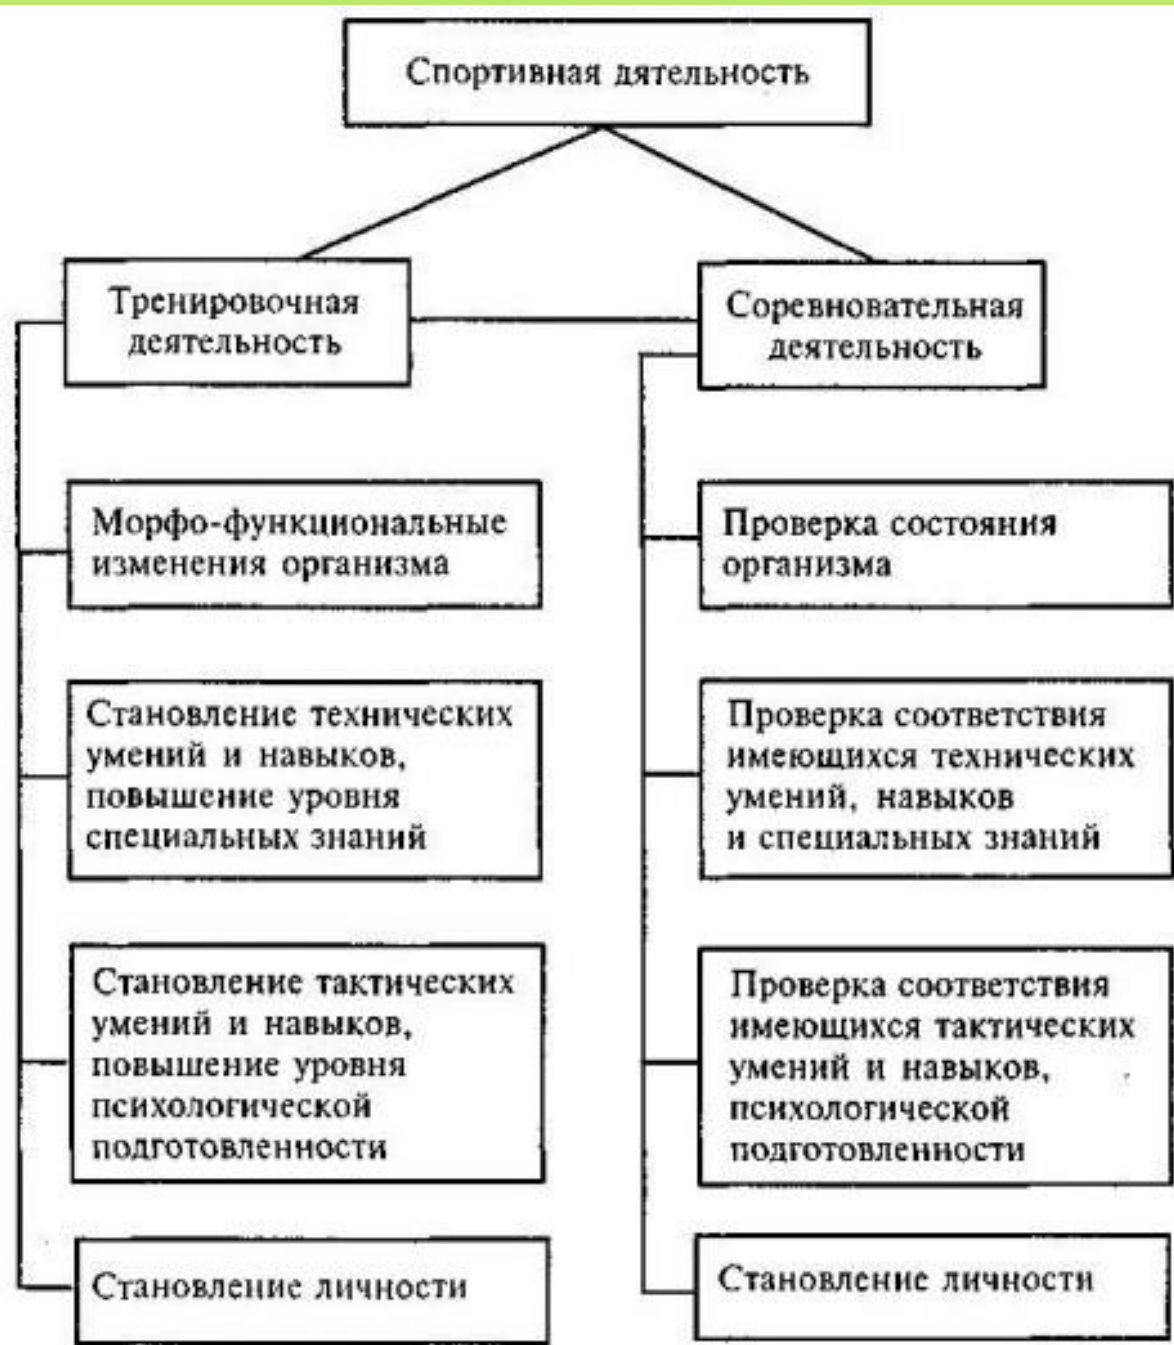 Спортивная дятельность
Тренировочная
деятельность
Соревновательная
деятельность
Морфо-функциональные
изменения организма
Проверка состояния
организма
Становление технических
умений и навыков,
повышение уровня
специальных знаний
Проверка соответствия
имеющихся технических
умений, навыков
и специальных знаний
Становление тактических
умений и навыков,
повышение уровня
психологической
подготовленности
Проверка соответствия
имеющихся тактических
умений и навыков,
психологической
подготовленности
Становление личности
Становление личности